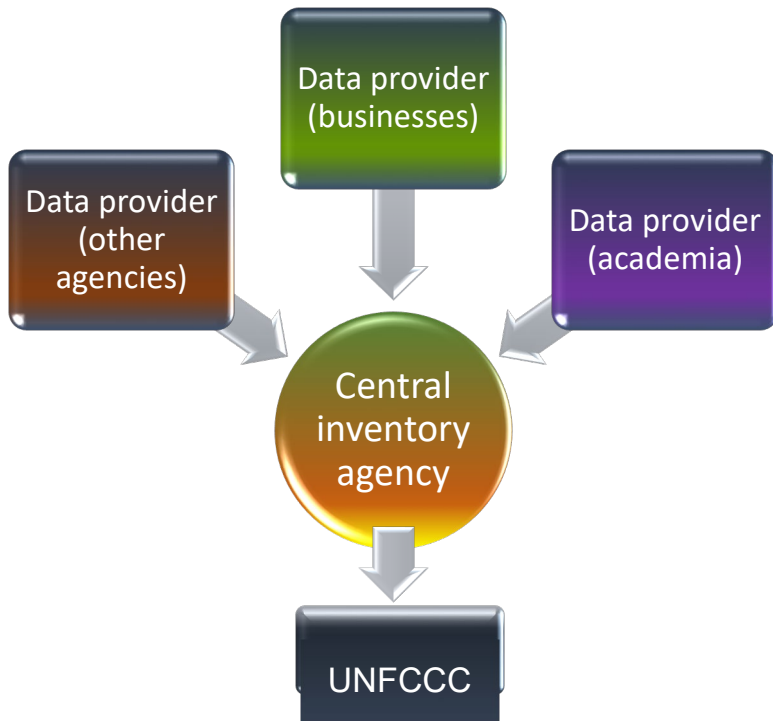 Data provider
(businesses)
Data provider
(other
agencies)
Data provider
(academia)
Central
inventory
agency
UNFCCC